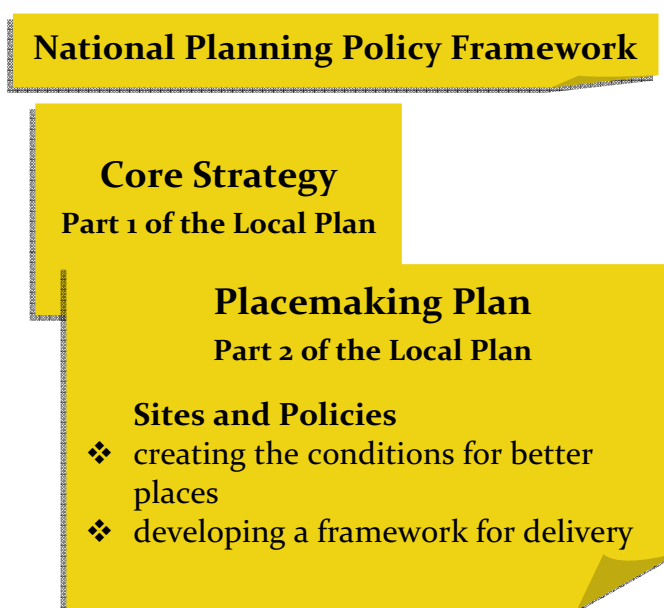 National Planning Policy Framework
Core Strategy
Part 1 of the Local Plan
Placemaking Plan
Part 2 of the Local Plan
Sites and Policies
❖ creating the conditions for better
places
❖ developing a framework for delivery